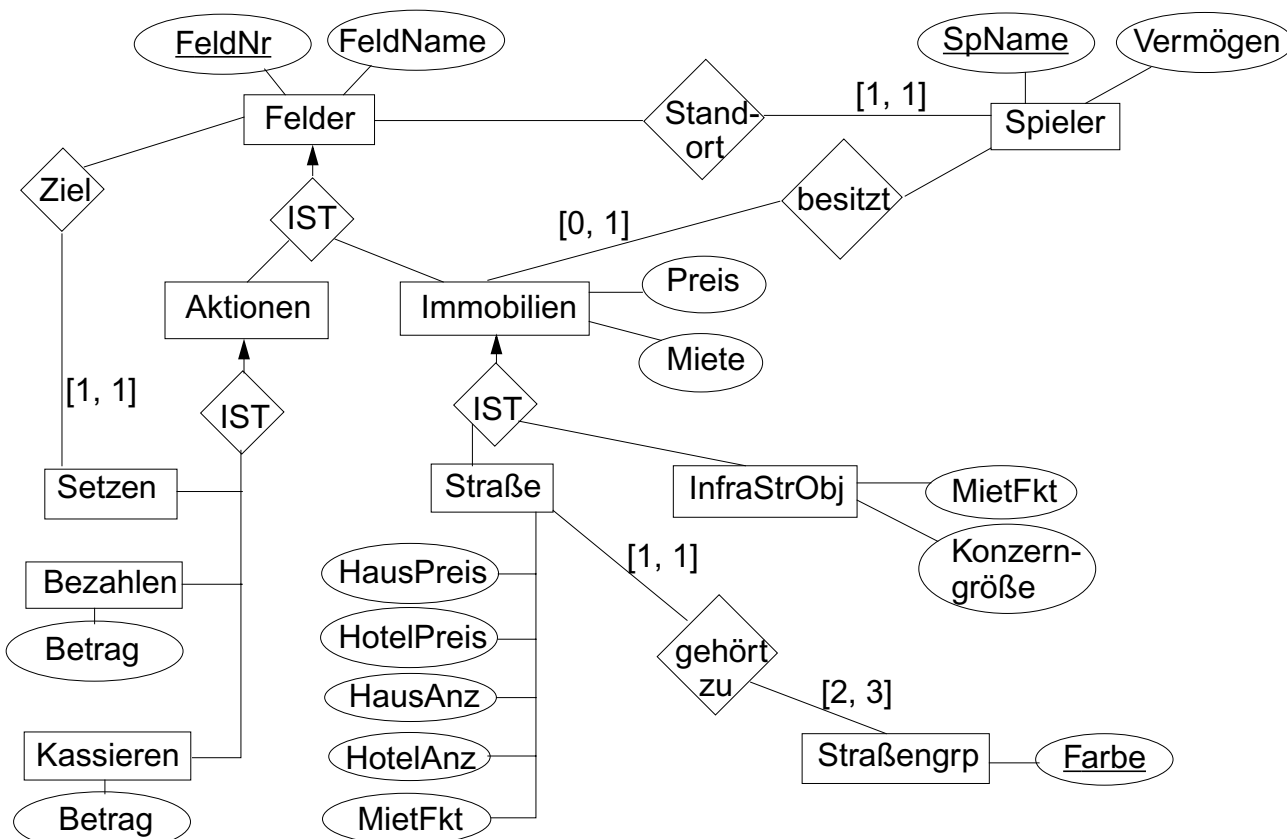 FeldNr
FeldName
SpName
Vermögen
Felder
[1, 1]
Stand-
ort
Spieler
Ziel
besitzt
IST
[0, 1]
Preis
Aktionen
Immobilien
Miete
[1, 1]
IST
IST
Setzen
Straße
InfraStrObj
MietFkt
[1, 1]
Konzern-
größe
HausPreis
Bezahlen
HotelPreis
Betrag
gehört
zu
HausAnz
[2, 3]
Kassieren
HotelAnz
Straßengrp
Farbe
Betrag
MietFkt